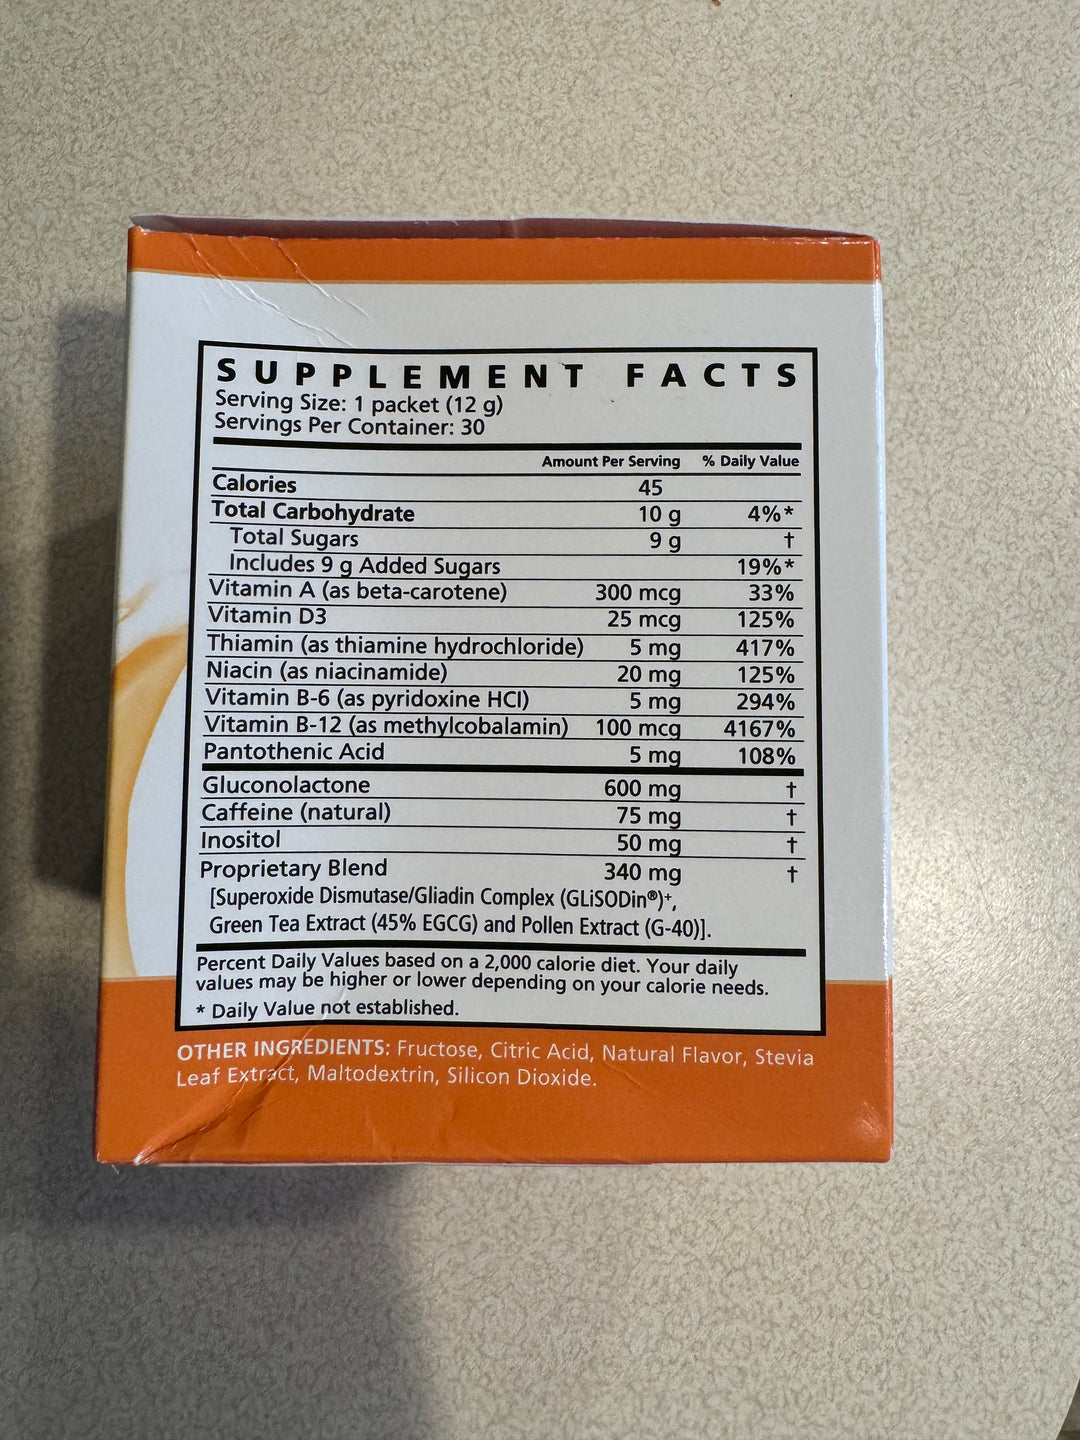 SUPPLEMENT FACTS
Serving Size: 1 packet (12 g)
Servings Per Container: 30
Amount Per Serving % Daily Value
Calories 45
Total Carbohydrate 10 g 4%*
Total Sugars 9 g †
Includes 9 g Added Sugars 19%*
Vitamin A (as beta-carotene) 300 mcg 33%
Vitamin D3 25 mcg 125%
Thiamin (as thiamine hydrochloride) 5 mg 417%
Niacin (as niacinamide) 20 mg 125%
Vitamin B-6 (as pyridoxine HCl) 5 mg 294%
Vitamin B-12 (as methylcobalamin) 100 mcg 4167%
Pantothenic Acid 5 mg 108%
Gluconolactone 600 mg †
Caffeine (natural) 75 mg †
Inositol 50 mg †
Proprietary Blend 340 mg †
[Superoxide Dismutase/Gliadin Complex (GLiSODin®)⁺,
Green Tea Extract (45% EGCG) and Pollen Extract (G-40)].
Percent Daily Values based on a 2,000 calorie diet. Your daily
values may be higher or lower depending on your calorie needs.
* Daily Value not established.
OTHER INGREDIENTS: Fructose, Citric Acid, Natural Flavor, Stevia
Leaf Extract, Maltodextrin, Silicon Dioxide.